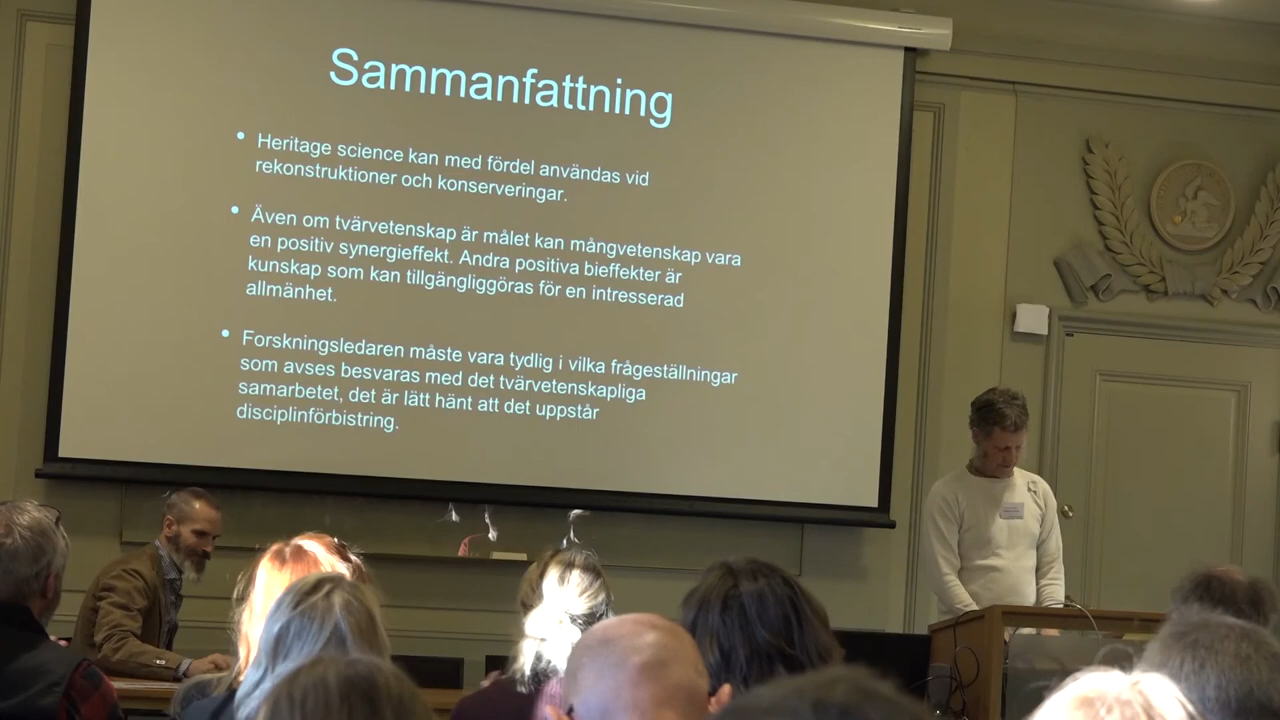 Sammanfattning
• Heritage science kan med fördel användas vid
rekonstruktioner och konserveringar.
• Även om tvärvetenskap är målet kan mångvetenskap vara
en positiv synergieffekt. Andra positiva bieffekter är
kunskap som kan tillgängliggöras för en intresserad
allmänhet.
• Forskningsledaren måste vara tydlig i vilka frågeställningar
som avses besvaras med det tvärvetenskapliga
samarbetet, det är lätt hänt att det uppstår
disciplinförbistring.